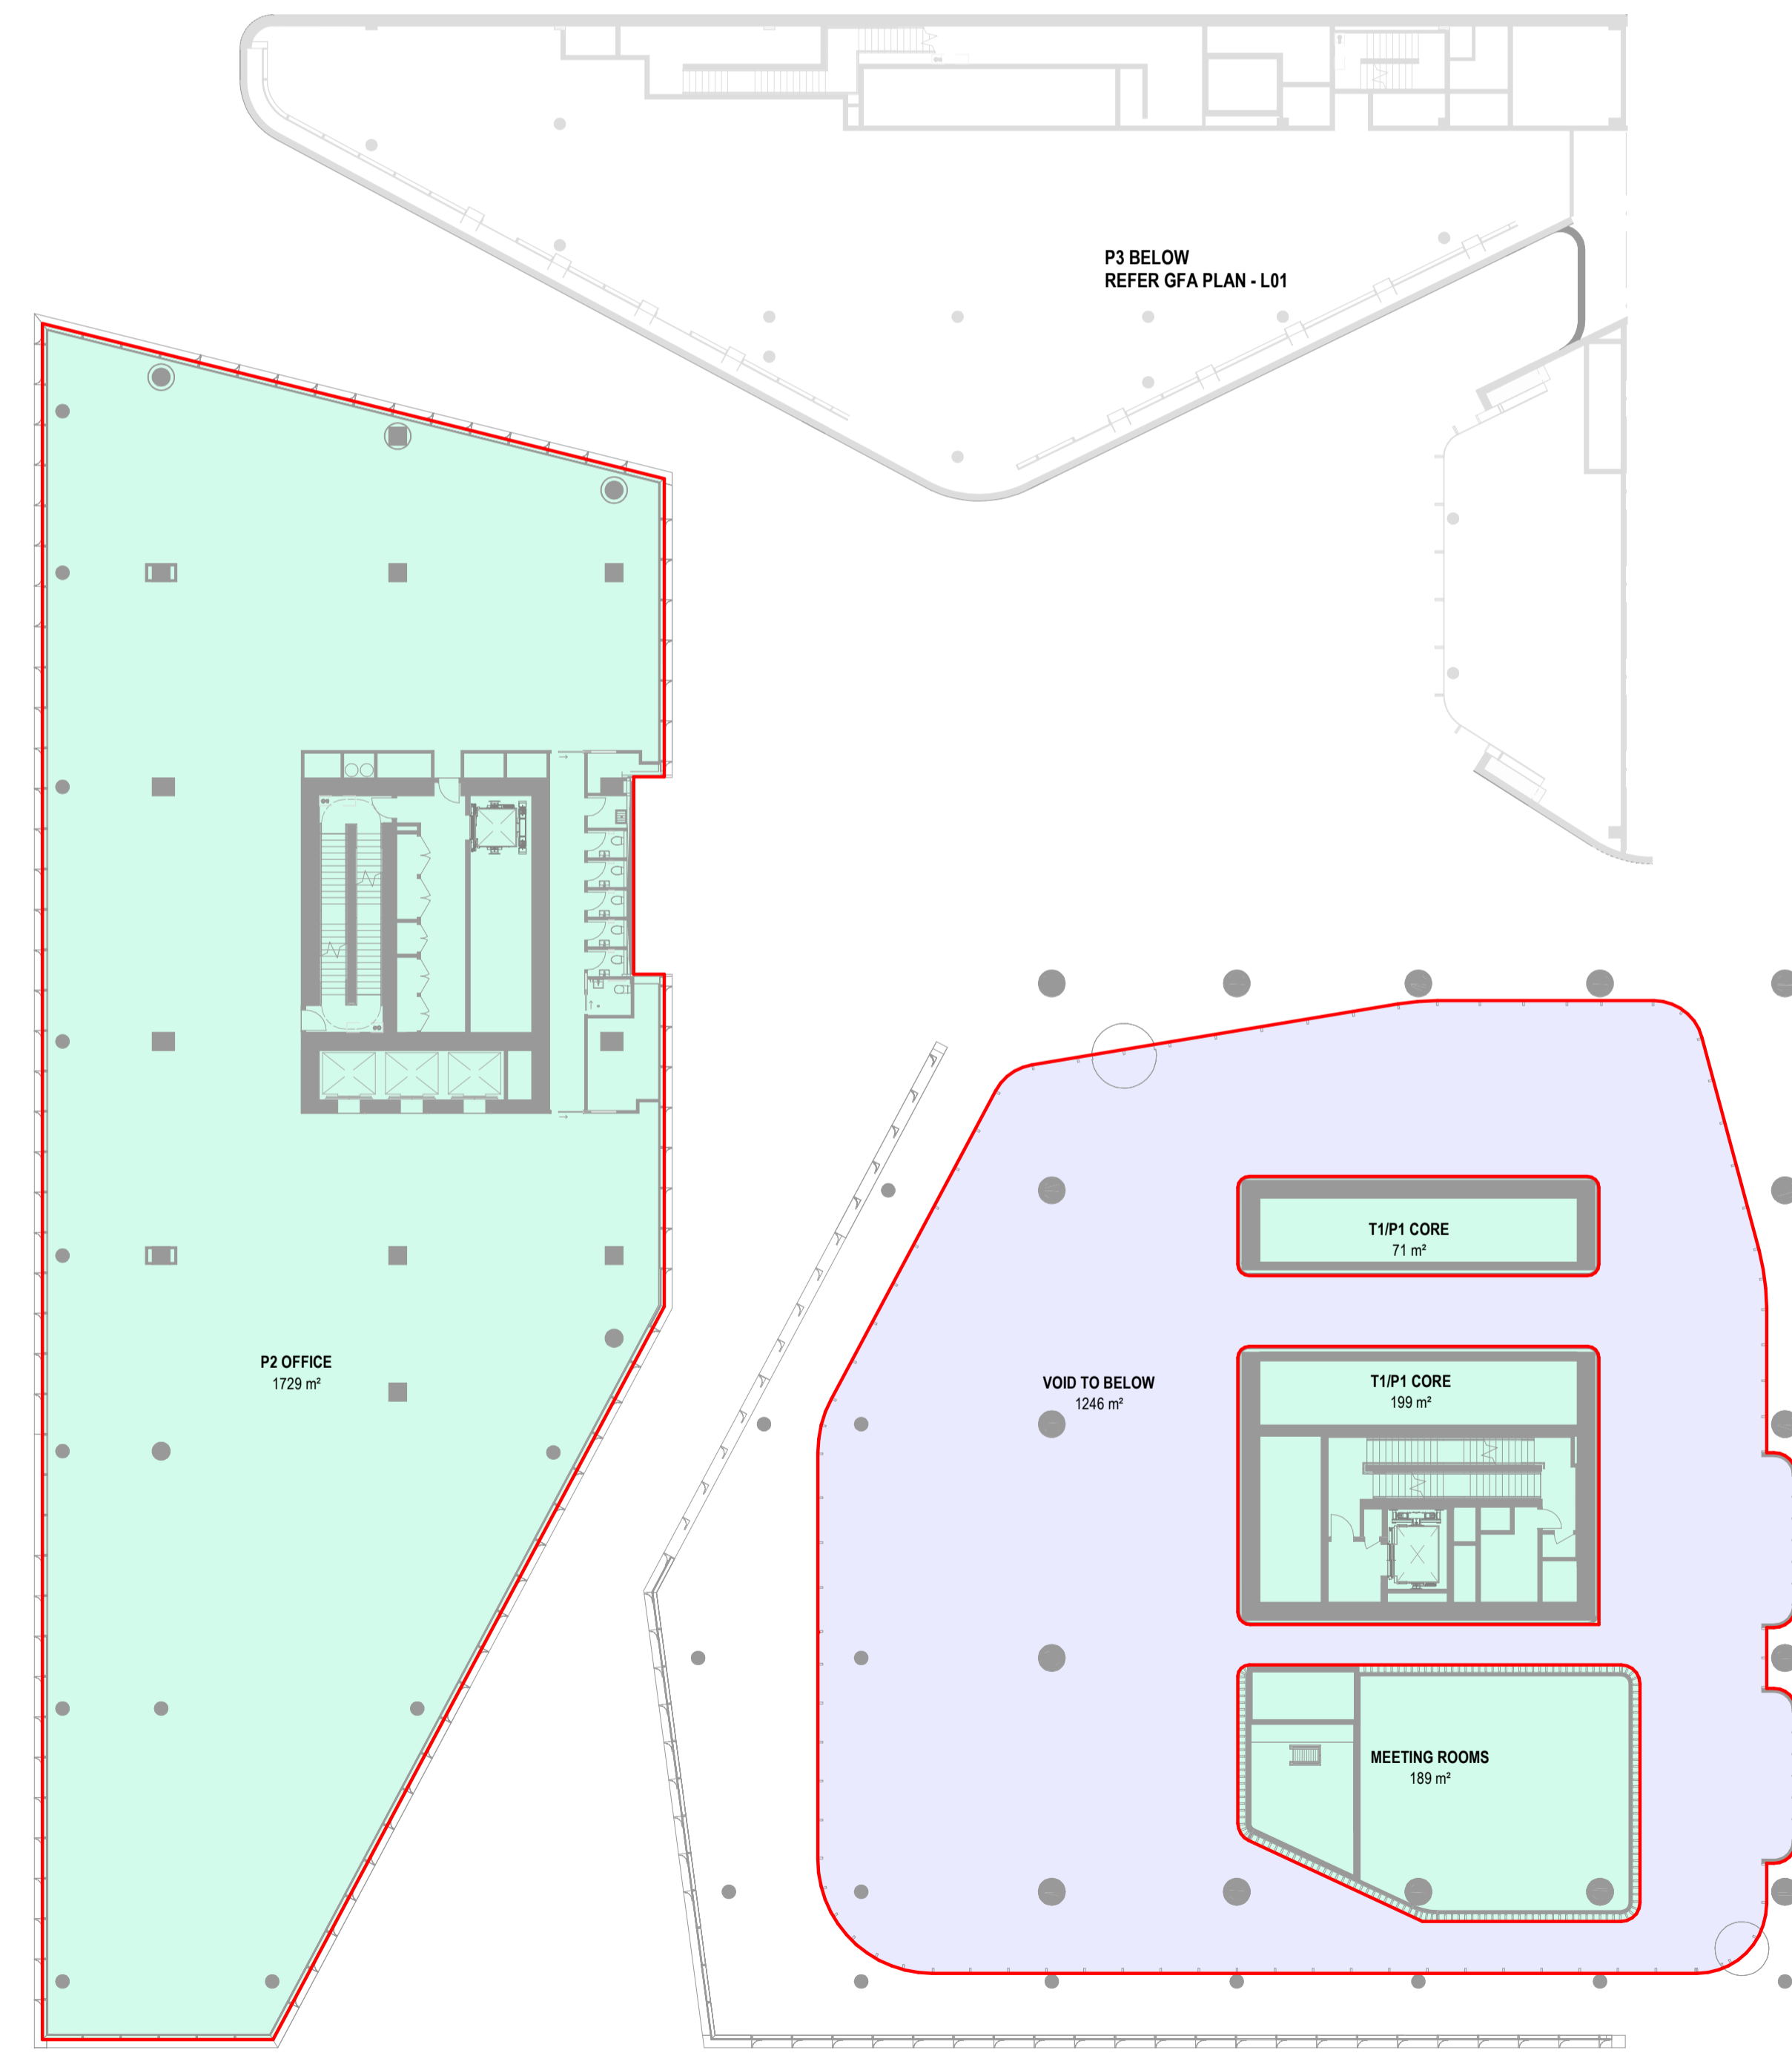 P3 BELOW
REFER GFA PLAN - L01
T1/P1 CORE
71 m²
P2 OFFICE
1729 m²
VOID TO BELOW
1246 m²
T1/P1 CORE
199 m²
MEETING ROOMS
189 m²